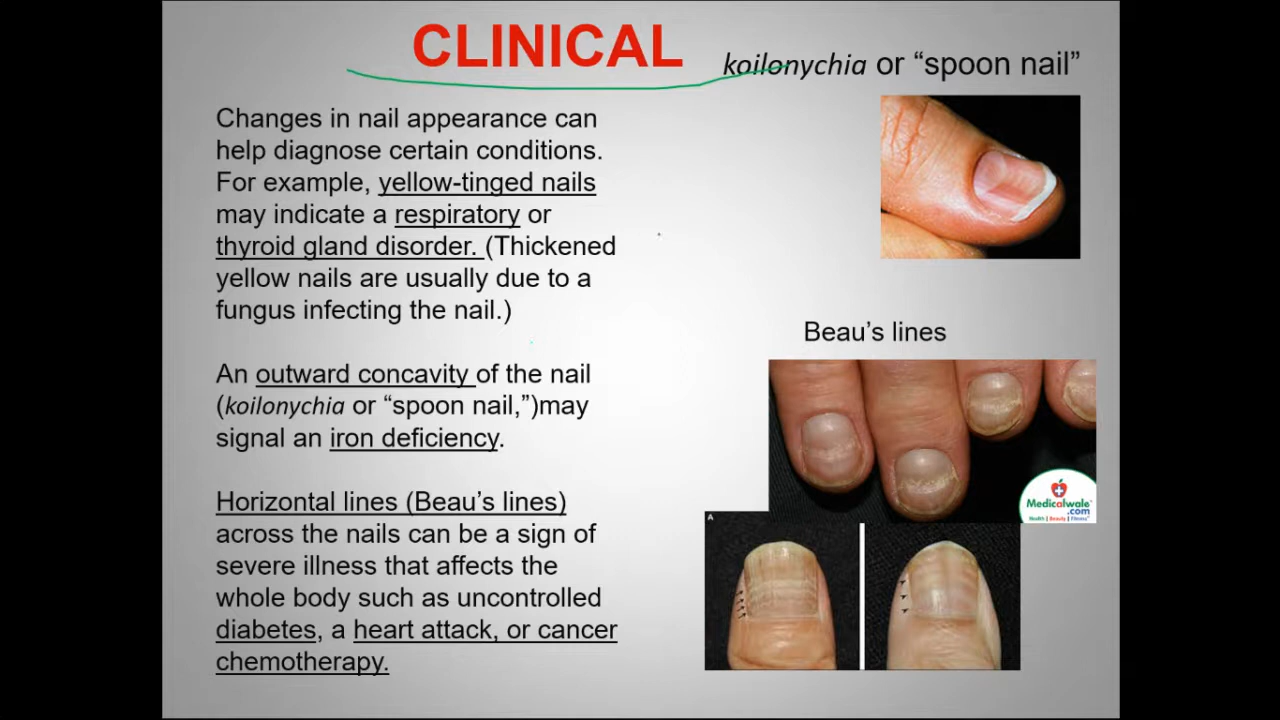 CLINICAL
koilonychia or “spoon nail”
Changes in nail appearance can
help diagnose certain conditions.
For example, yellow-tinged nails
may indicate a respiratory or
thyroid gland disorder. (Thickened
yellow nails are usually due to a
fungus infecting the nail.)
An outward concavity of the nail
(koilonychia or “spoon nail,”)may
signal an iron deficiency.
Horizontal lines (Beau’s lines)
across the nails can be a sign of
severe illness that affects the
whole body such as uncontrolled
diabetes, a heart attack, or cancer
chemotherapy.
Beau’s lines
Medicalwale
.com
Health | Beauty | Fitness
A